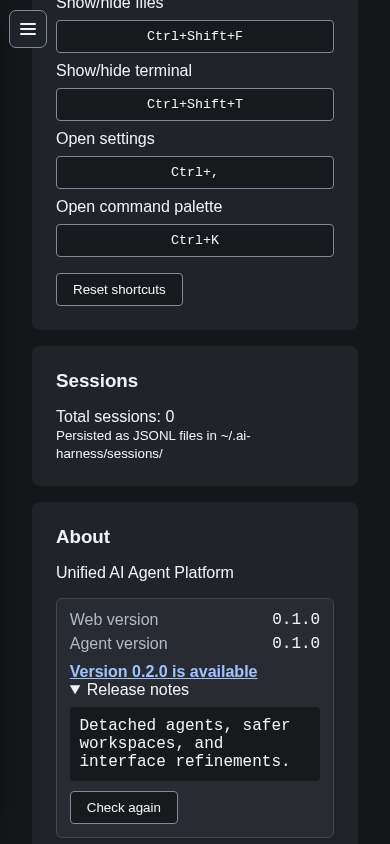 Show/hide files
Ctrl+Shift+F
Show/hide terminal
Ctrl+Shift+T
Open settings
Ctrl+,
Open command palette
Ctrl+K
Reset shortcuts
Sessions
Total sessions: 0
Persisted as JSONL files in ~/.ai-
harness/sessions/
About
Unified AI Agent Platform
Web version 0.1.0
Agent version 0.1.0
Version 0.2.0 is available
▼ Release notes
Detached agents, safer
workspaces, and
interface refinements.
Check again